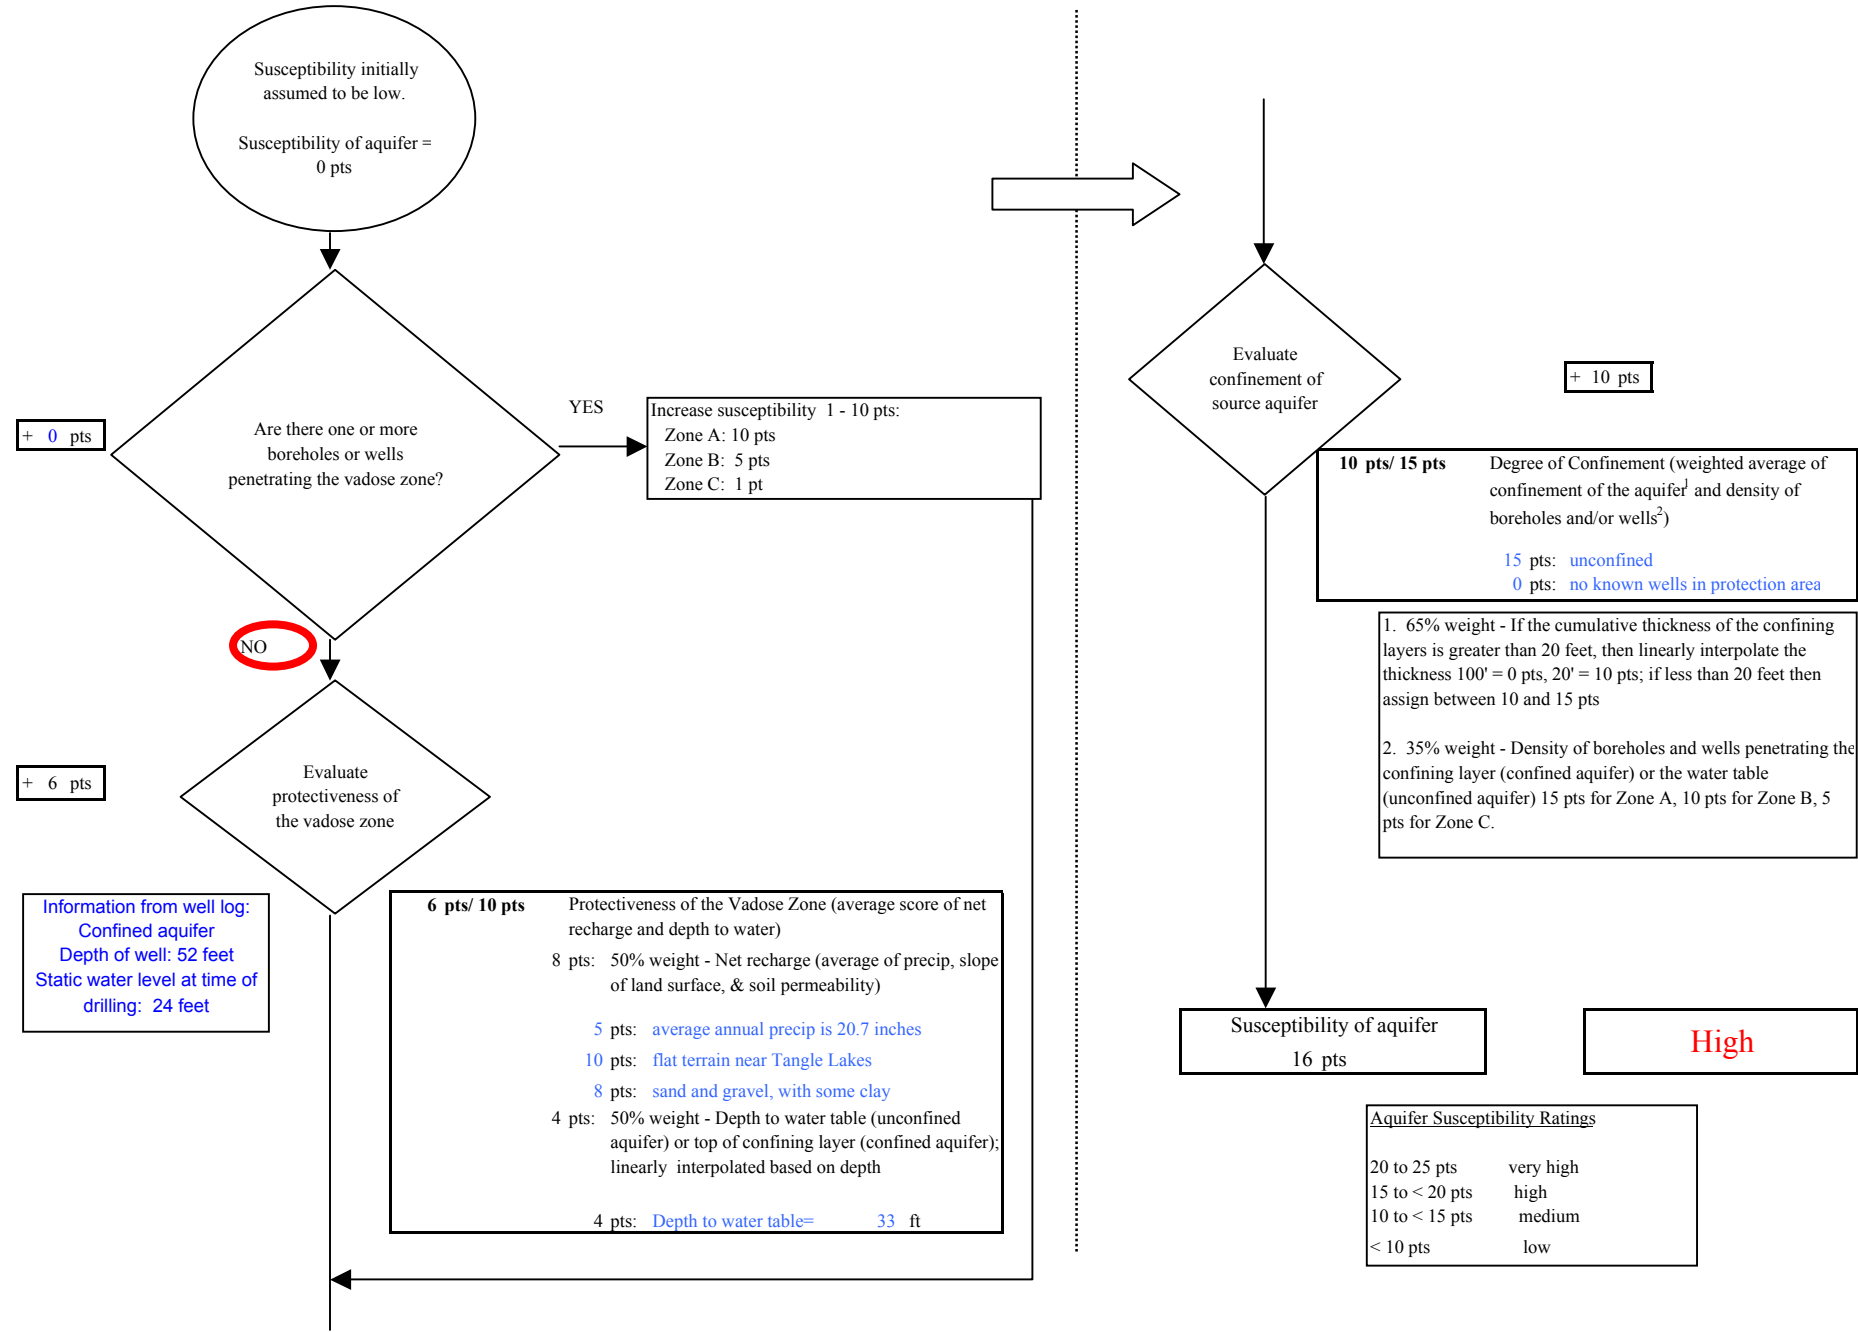 Susceptibility initially
assumed to be low.
Susceptibility of aquifer =
0 pts
+ 0 pts
Are there one or more
boreholes or wells
penetrating the vadose zone?
YES
Increase susceptibility 1 - 10 pts:
Zone A: 10 pts
Zone B: 5 pts
Zone C: 1 pt
NO
+ 6 pts
Evaluate
protectiveness of
the vadose zone
Information from well log:
Confined aquifer
Depth of well: 52 feet
Static water level at time of
drilling: 24 feet
6 pts/ 10 pts Protectiveness of the Vadose Zone (average score of net
recharge and depth to water)
8 pts: 50% weight - Net recharge (average of precip, slope
of land surface, & soil permeability)
5 pts: average annual precip is 20.7 inches
10 pts: flat terrain near Tangle Lakes
8 pts: sand and gravel, with some clay
4 pts: 50% weight - Depth to water table (unconfined
aquifer) or top of confining layer (confined aquifer);
linearly interpolated based on depth
4 pts: Depth to water table= 33 ft
Evaluate
confinement of
source aquifer
+ 10 pts
10 pts/ 15 pts Degree of Confinement (weighted average of
confinement of the aquifer1 and density of
boreholes and/or wells2)
15 pts: unconfined
0 pts: no known wells in protection area
1. 65% weight - If the cumulative thickness of the confining
layers is greater than 20 feet, then linearly interpolate the
thickness 100' = 0 pts, 20' = 10 pts; if less than 20 feet then
assign between 10 and 15 pts
2. 35% weight - Density of boreholes and wells penetrating the
confining layer (confined aquifer) or the water table
(unconfined aquifer) 15 pts for Zone A, 10 pts for Zone B, 5
pts for Zone C.
Susceptibility of aquifer
16 pts
High
Aquifer Susceptibility Ratings
20 to 25 pts very high
15 to < 20 pts high
10 to < 15 pts medium
< 10 pts low